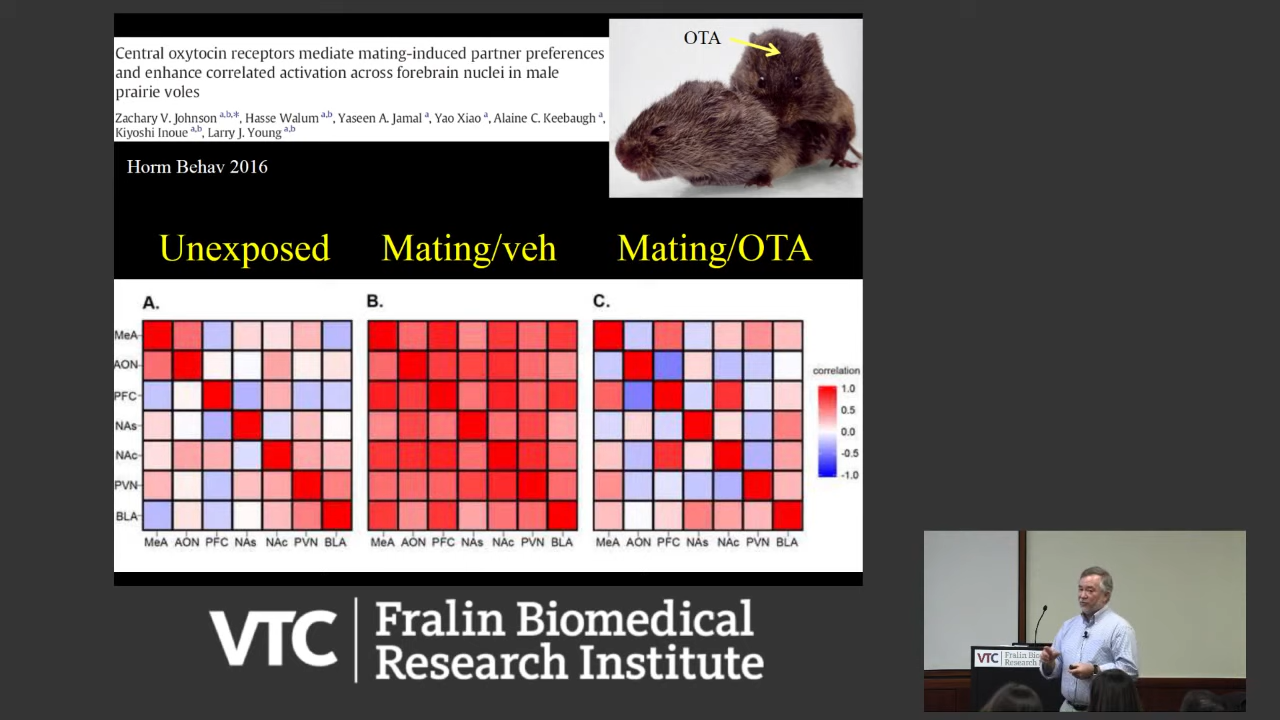 Central oxytocin receptors mediate mating-induced partner preferences
and enhance correlated activation across forebrain nuclei in male
prairie voles
Zachary V. Johnson a,b,*, Hasse Walum a,b, Yaseen A. Jamal a, Yao Xiao a, Alaine C. Keebaugh a,
Kiyoshi Inoue a,b, Larry J. Young a,b
Horm Behav 2016
OTA
Unexposed
Mating/veh
Mating/OTA
A.
B.
C.
MeA
AON
PFC
NAs
NAc
PVN
BLA
MeA AON PFC NAs NAc PVN BLA
MeA AON PFC NAs NAc PVN BLA
MeA AON PFC NAs NAc PVN BLA
correlation
1.0
0.5
0.0
-0.5
-1.0
VTC
Fralin Biomedical
Research Institute
VTC
Fralin
Research